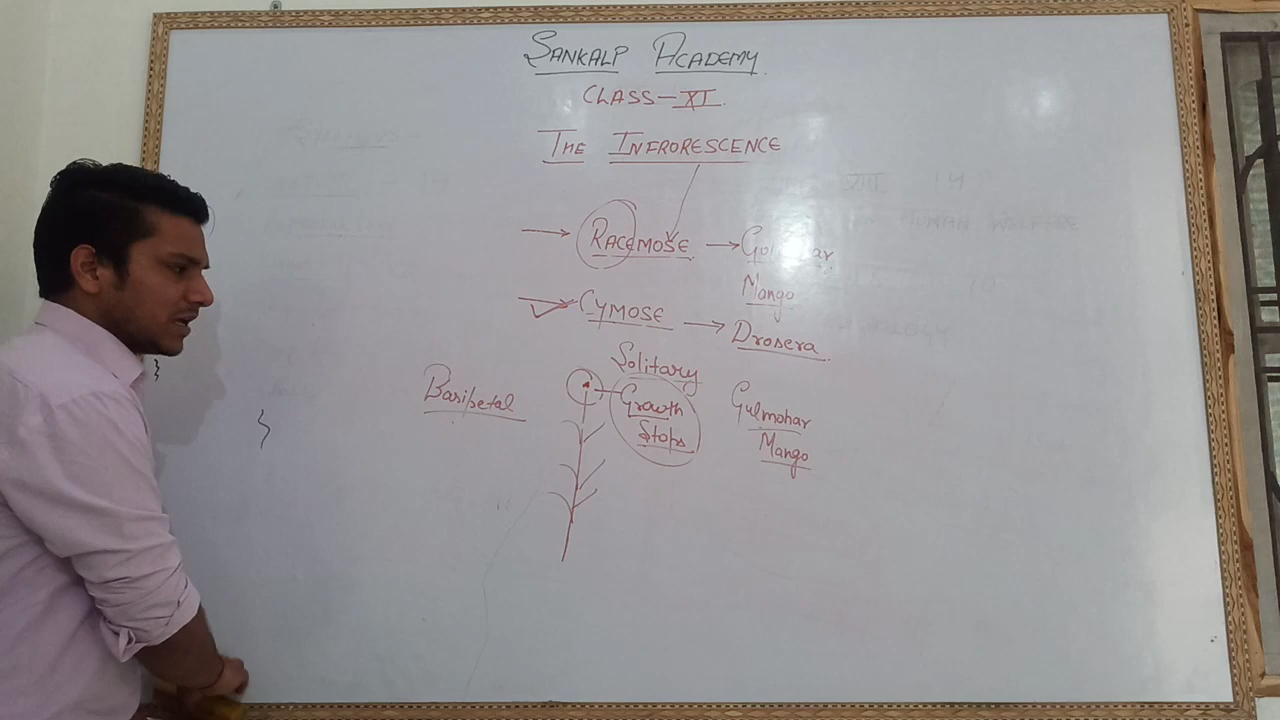 SANKALP ACADEMY
CLASS-XI.
THE INFRORESCENCE
RACEMOSE
Mango
CYMOSE
Drosera
Solitary
Basipetal
Growth
Stops
Gulmohar
Mango